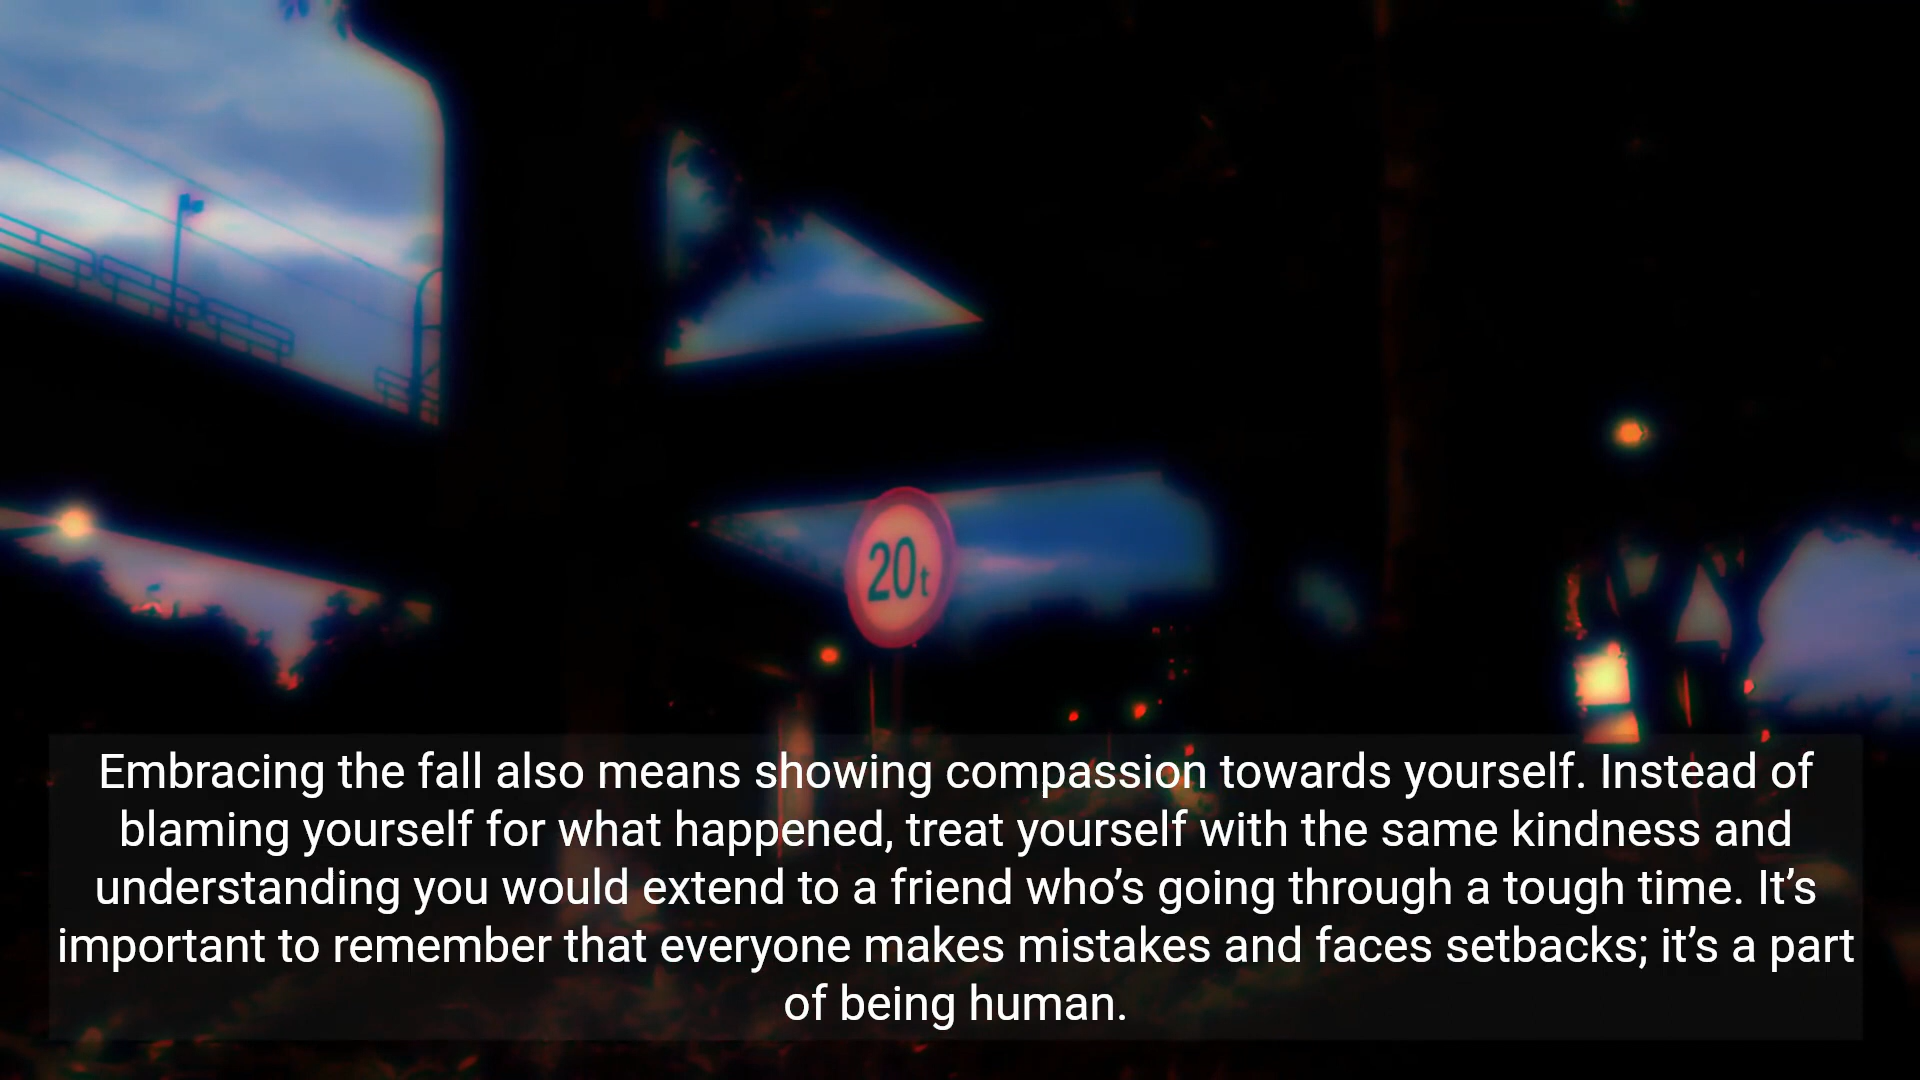 20t
Embracing the fall also means showing compassion towards yourself. Instead of
blaming yourself for what happened, treat yourself with the same kindness and
understanding you would extend to a friend who’s going through a tough time. It’s
important to remember that everyone makes mistakes and faces setbacks; it’s a part
of being human.